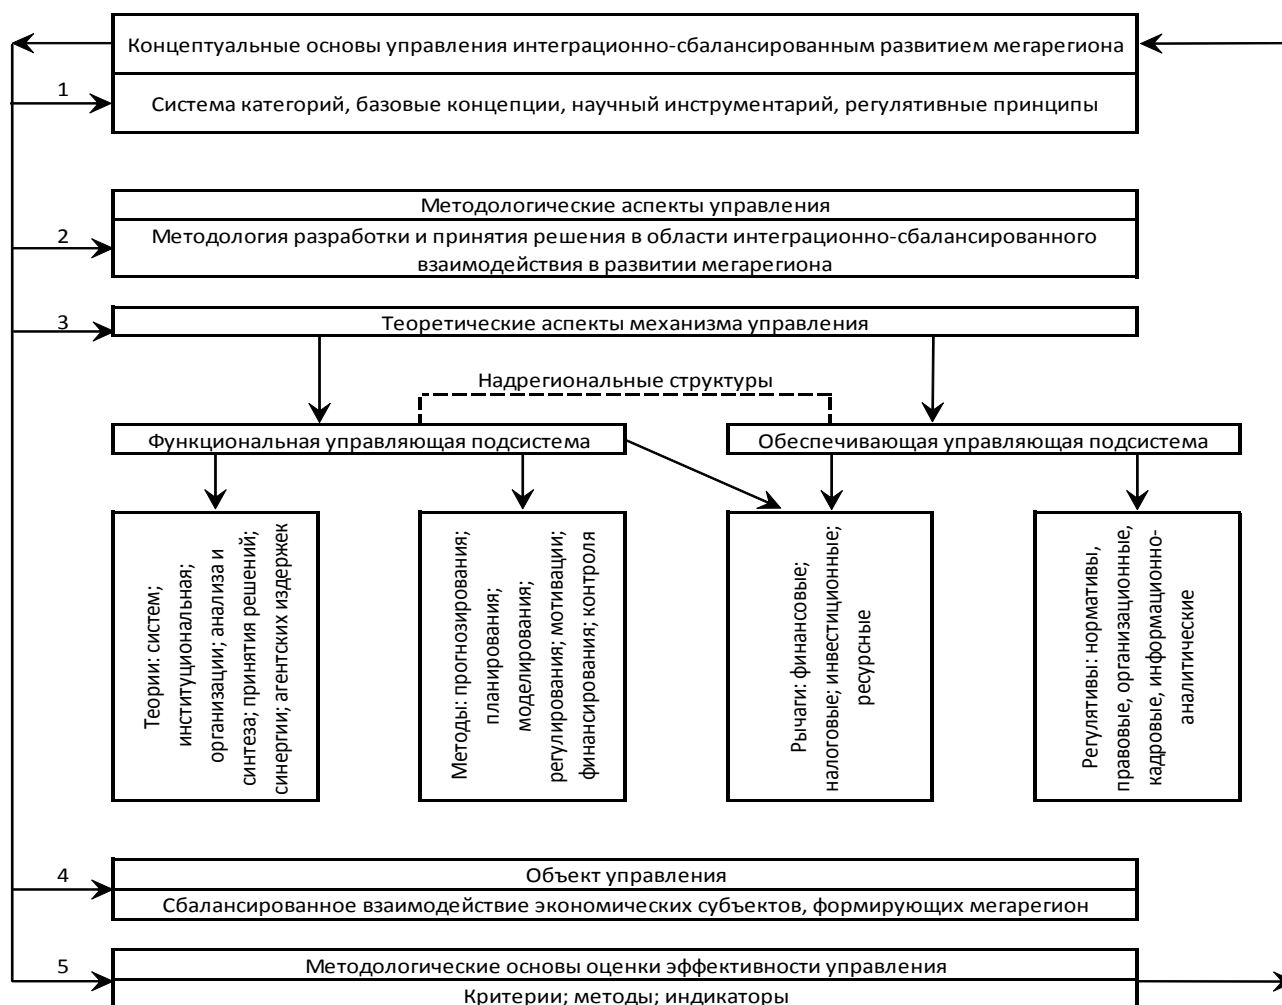 Концептуальные основы управления интеграционно-сбалансированным развитием мегарегиона
1
Система категорий, базовые концепции, научный инструментарий, регулятивные принципы
Методологические аспекты управления
2
Методология разработки и принятия решения в области интеграционно-сбалансированного
взаимодействия в развитии мегарегиона
3
Теоретические аспекты механизма управления
Надрегиональные структуры
Функциональная управляющая подсистема
Обеспечивающая управляющая подсистема
Теории: систем;
институциональная;
организации; анализа и
синтеза; принятия решений;
синергии; агентских издержек
Методы: прогнозирования;
планирования;
моделирования;
регулирования; мотивации;
финансирования; контроля
Рычаги: финансовые;
налоговые; инвестиционные;
ресурсные
Регулятивы: нормативы,
правовые, организационные,
кадровые, информационно-
аналитические
4
Объект управления
Сбалансированное взаимодействие экономических субъектов, формирующих мегарегион
5
Методологические основы оценки эффективности управления
Критерии; методы; индикаторы